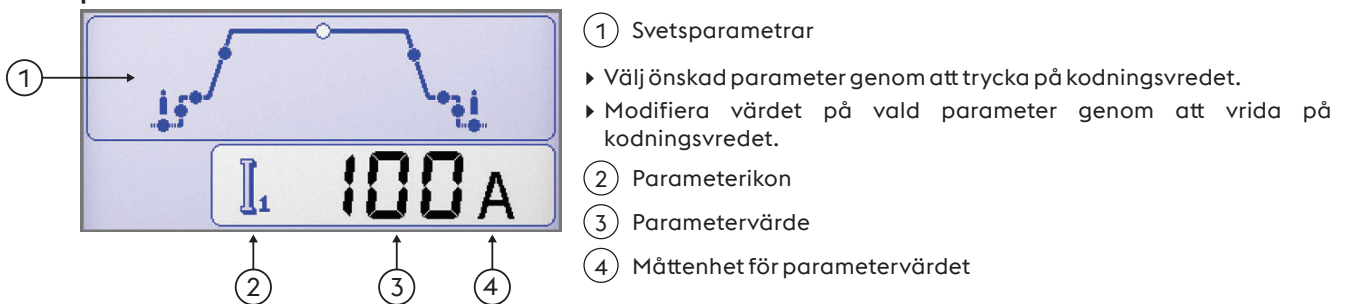 1 Svetsparametrar
1
▸ Välj önskad parameter genom att trycka på kodningsvredet.
▸ Modifiera värdet på vald parameter genom att vrida på
kodningsvredet.
I1 100 A
2 Parameterikon
3 Parametervärde
4 Måttenhet för parametervärdet
2 3 4